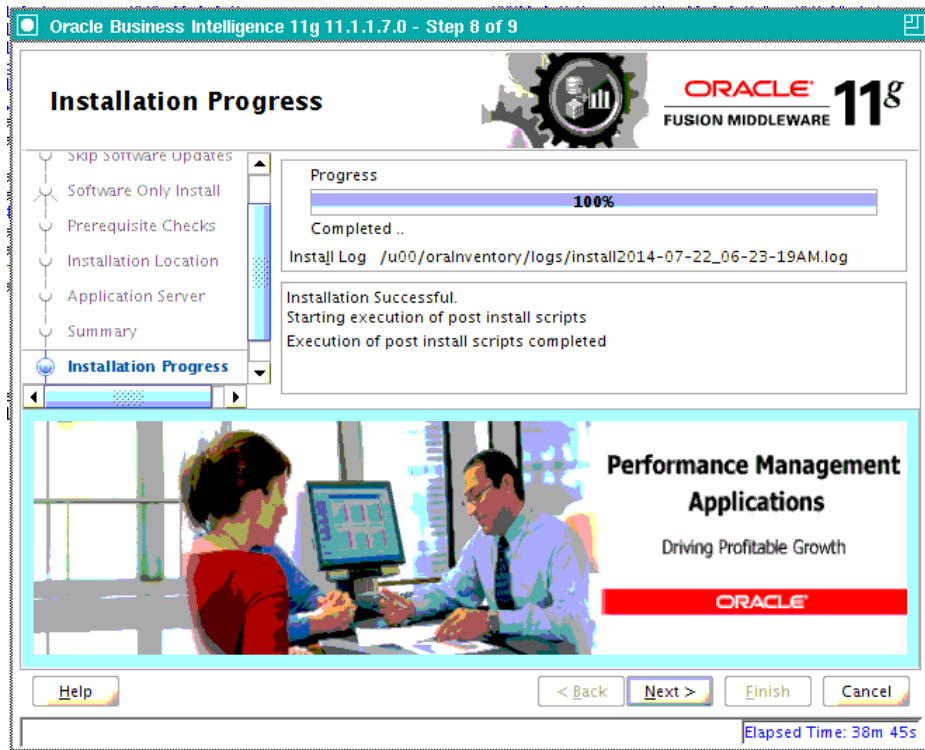 Oracle Business Intelligence 11g 11.1.1.7.0 - Step 8 of 9
Installation Progress
ORACLE
FUSION MIDDLEWARE
11g
Skip Software Updates
Software Only Install
Prerequisite Checks
Installation Location
Application Server
Summary
Installation Progress
Progress
100%
Completed ..
Install Log /u00/oraInventory/logs/install2014-07-22_06-23-19AM.log
Installation Successful.
Starting execution of post install scripts
Execution of post install scripts completed
Performance Management
Applications
Driving Profitable Growth
ORACLE
Help
< Back
Next >
Finish
Cancel
Elapsed Time: 38m 45s